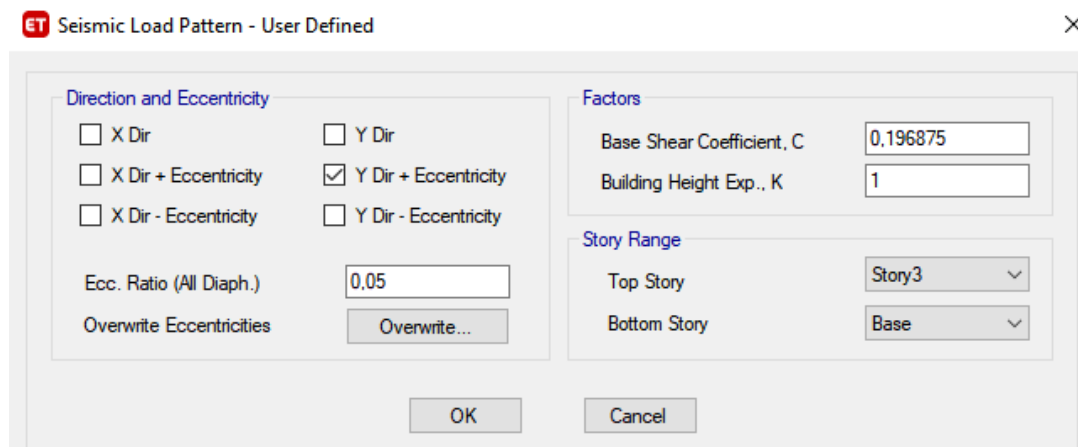 ET Seismic Load Pattern - User Defined
Direction and Eccentricity
X Dir
Y Dir
X Dir + Eccentricity
Y Dir + Eccentricity
X Dir - Eccentricity
Y Dir - Eccentricity
Ecc. Ratio (All Diaph.)
0,05
Overwrite Eccentricities
Overwrite...
Factors
Base Shear Coefficient, C
0,196875
Building Height Exp., K
1
Story Range
Top Story
Story3
Bottom Story
Base
OK
Cancel